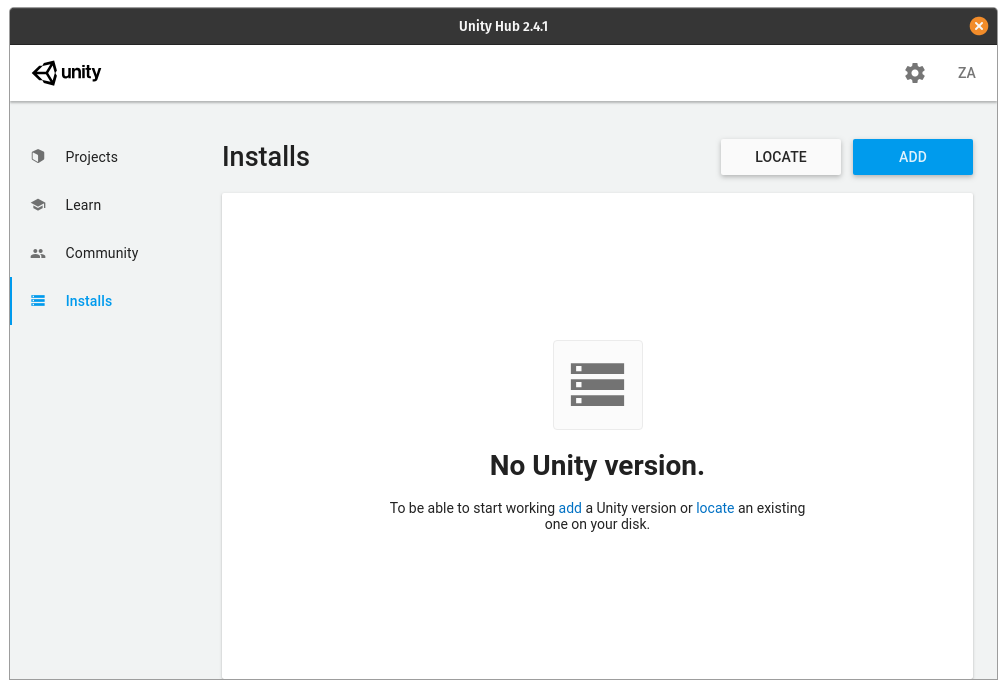 Unity Hub 2.4.1
unity
ZA
Projects
Learn
Community
Installs
Installs
LOCATE
ADD
No Unity version.
To be able to start working add a Unity version or locate an existing
one on your disk.